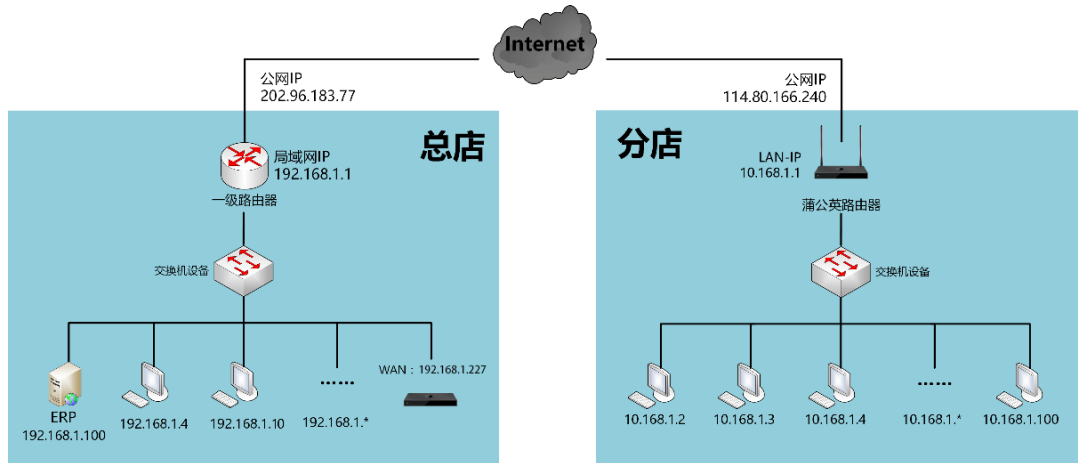 Internet
公网IP
202.96.183.77
公网IP
114.80.166.240
总店
局域网IP
192.168.1.1
一级路由器
交换机设备
ERP
192.168.1.100
192.168.1.4
192.168.1.10
……
192.168.1.*
WAN：192.168.1.227
分店
LAN-IP
10.168.1.1
蒲公英路由器
交换机设备
10.168.1.2
10.168.1.3
10.168.1.4
……
10.168.1.*
10.168.1.100